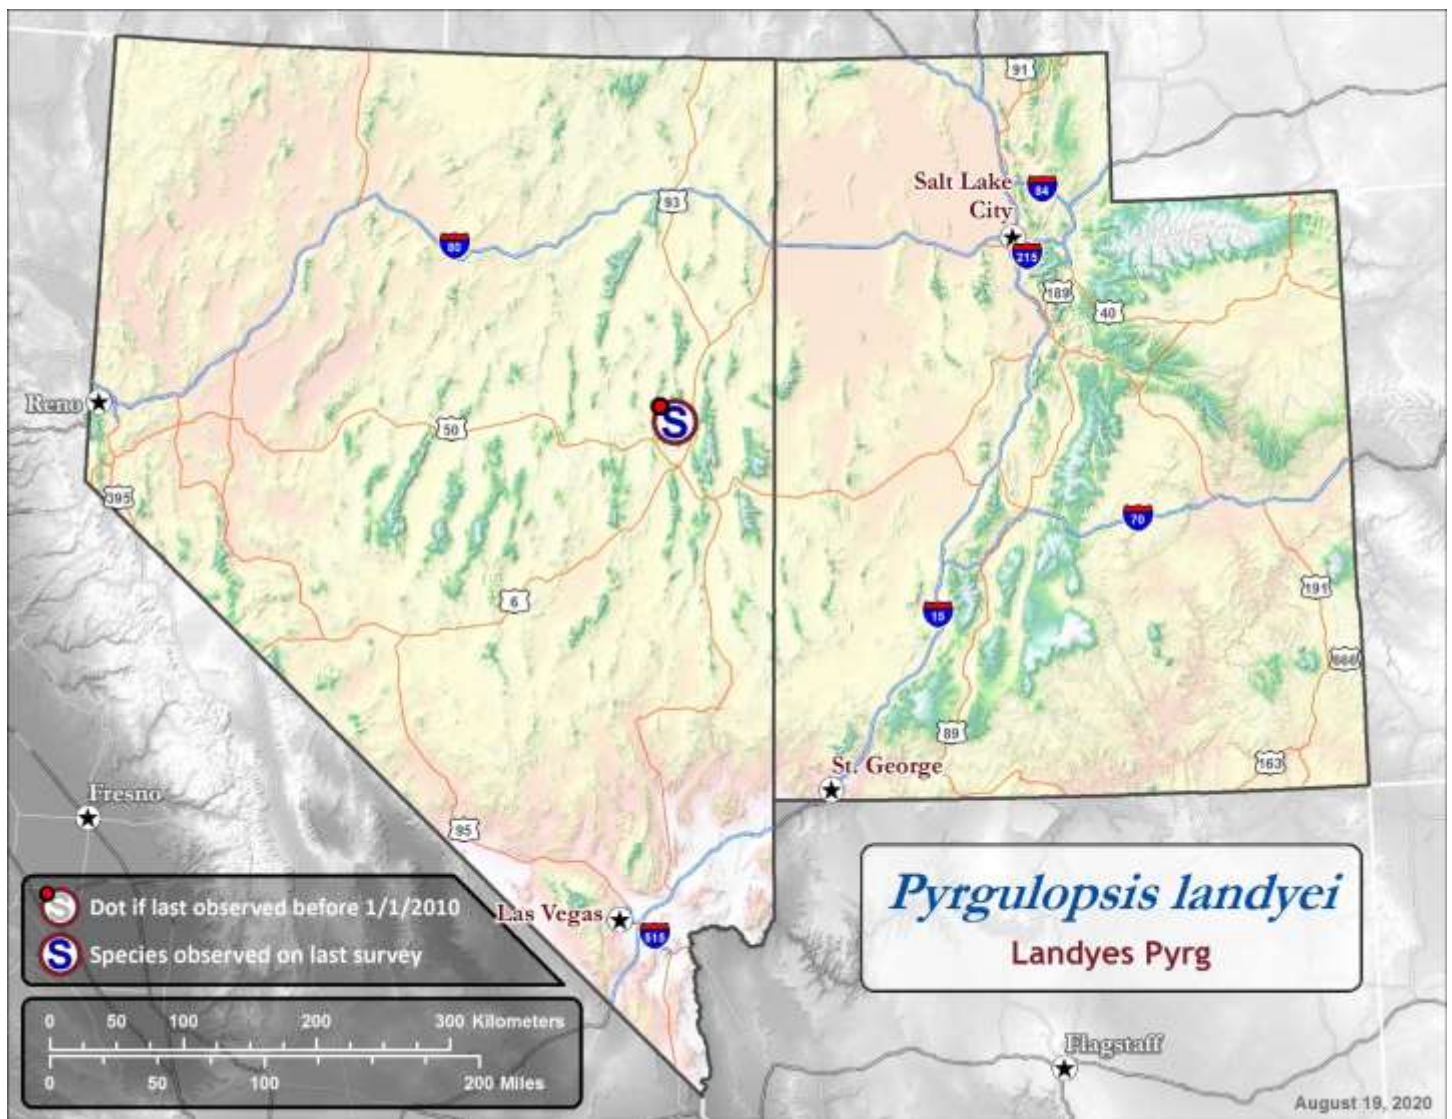 91
Salt Lake
City
84
93
80
215
189
40
Reno
S
50
395
70
6
191
15
666
89
St. George
163
Fresno
95
Las Vegas
515
S
Dot if last observed before 1/1/2010
S
Species observed on last survey
Pyrgulopsis landyei
Landyes Pyrg
0 50 100 200 300 Kilometers
0 50 100 200 Miles
Flagstaff
August 19, 2020